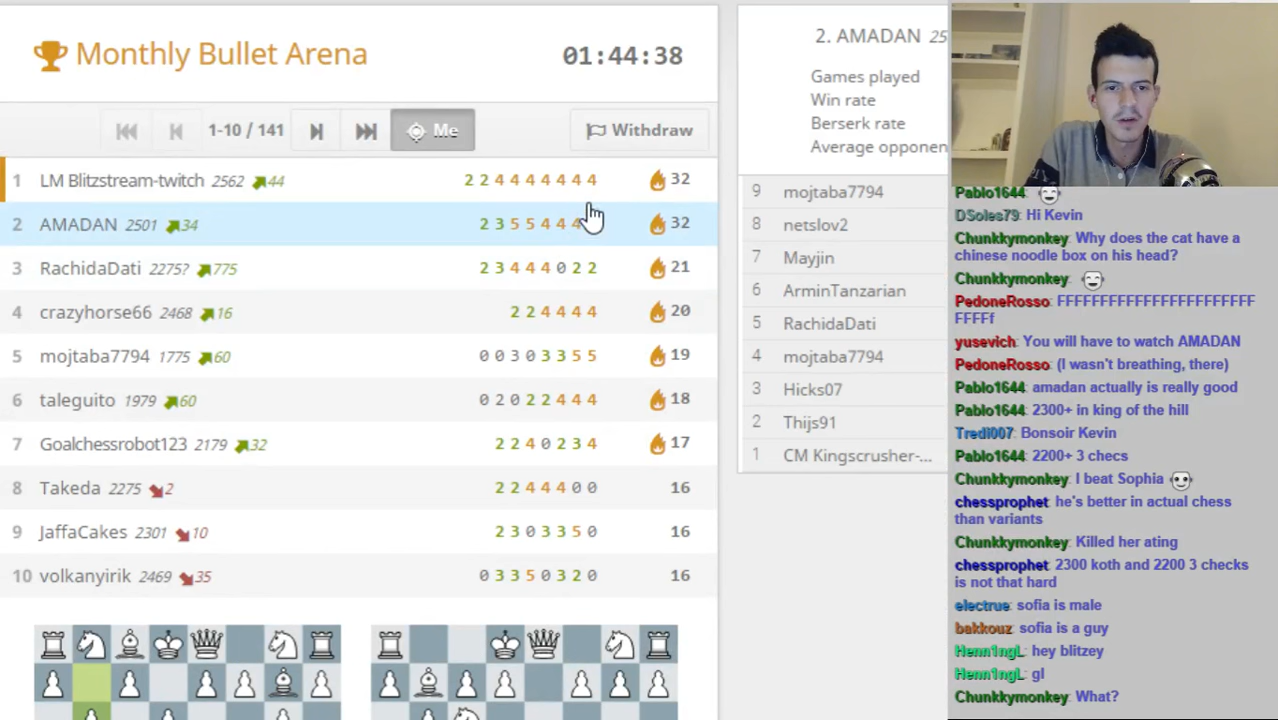 Monthly Bullet Arena
01:44:38
1-10 / 141
Me
Withdraw
1 LM Blitzstream-twitch 2562 44 2 2 4 4 4 4 4 4 4 32
2 AMADAN 2501 34 2 3 5 5 4 4 4 32
3 RachidaDati 2275? 775 2 3 4 4 4 0 2 2 21
4 crazyhorse66 2468 16 2 2 4 4 4 4 20
5 mojtaba7794 1775 60 0 0 3 0 3 3 5 5 19
6 taleguito 1979 60 0 2 0 2 2 4 4 4 18
7 Goalchessrobot123 2179 32 2 2 4 0 2 3 4 17
8 Takeda 2275 2 2 2 4 4 4 0 0 16
9 JaffaCakes 2301 10 2 3 0 3 3 5 0 16
10 volkanyirik 2469 35 0 3 3 5 0 3 2 0 16
2. AMADAN 25
Games played
Win rate
Berserk rate
Average opponen
9 mojtaba7794
8 netslov2
7 Mayjin
6 ArminTanzarian
5 RachidaDati
4 mojtaba7794
3 Hicks07
2 Thijs91
1 CM Kingscrusher-...
Pablo1644:
DSoles79: Hi Kevin
Chunkkymonkey: Why does the cat have a
chinese noodle box on his head?
Chunkkymonkey:
PedoneRosso: FFFFFFFFFFFFFFFFFFFFFFF
FFFFf
yusevich: You will have to watch AMADAN
PedoneRosso: (I wasn't breathing, there)
Pablo1644: amadan actually is really good
Pablo1644: 2300+ in king of the hill
Tredi007: Bonsoir Kevin
Pablo1644: 2200+ 3 checs
Chunkkymonkey: I beat Sophia
chessprophet: he's better in actual chess
than variants
Chunkkymonkey: Killed her ating
chessprophet: 2300 koth and 2200 3 checks
is not that hard
electrue: sofia is male
bakkouz: sofia is a guy
Henn1ngL: hey blitzey
Henn1ngL: gl
Chunkkymonkey: What?